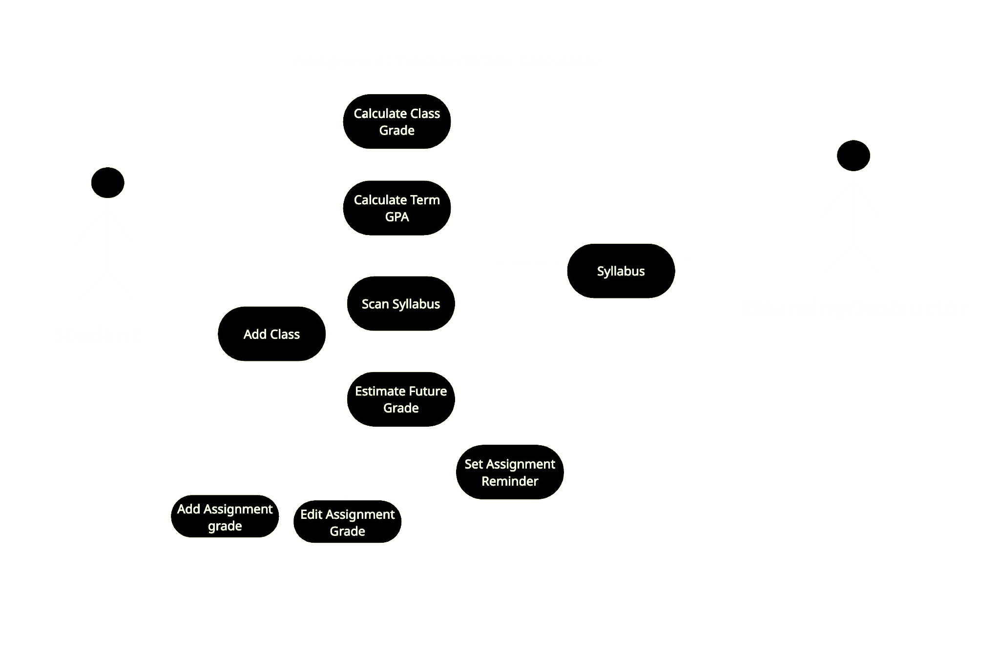 Calculate Class
Grade
Calculate Term
GPA
Syllabus
Scan Syllabus
Add Class
Estimate Future
Grade
Set Assignment
Reminder
Add Assignment
grade
Edit Assignment
Grade